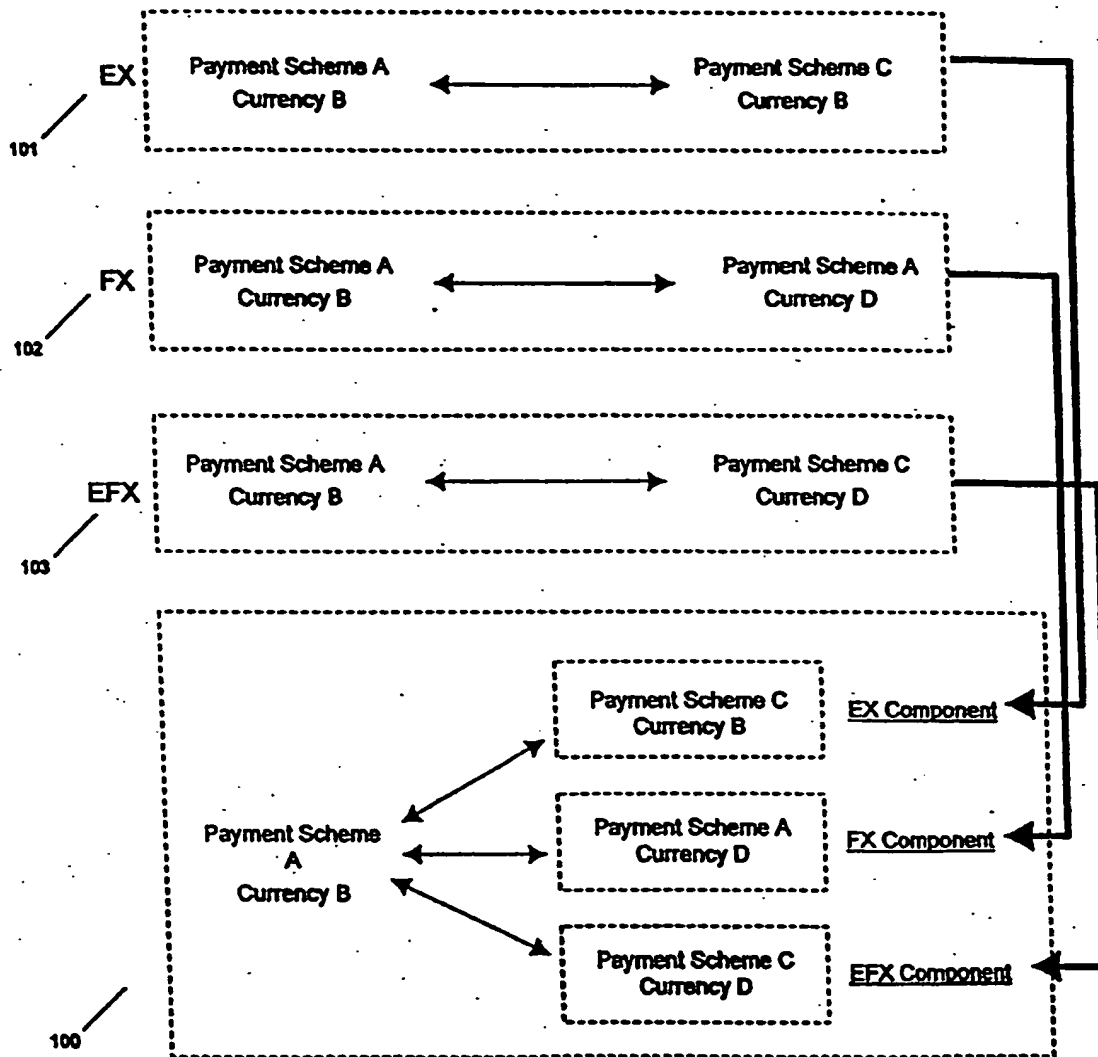 EX
Payment Scheme A
Currency B
Payment Scheme C
Currency B
101
FX
Payment Scheme A
Currency B
Payment Scheme A
Currency D
102
EFX
Payment Scheme A
Currency B
Payment Scheme C
Currency D
103
Payment Scheme C
Currency B
EX Component
Payment Scheme
A
Currency B
Payment Scheme A
Currency D
FX Component
Payment Scheme C
Currency D
EFX Component
100